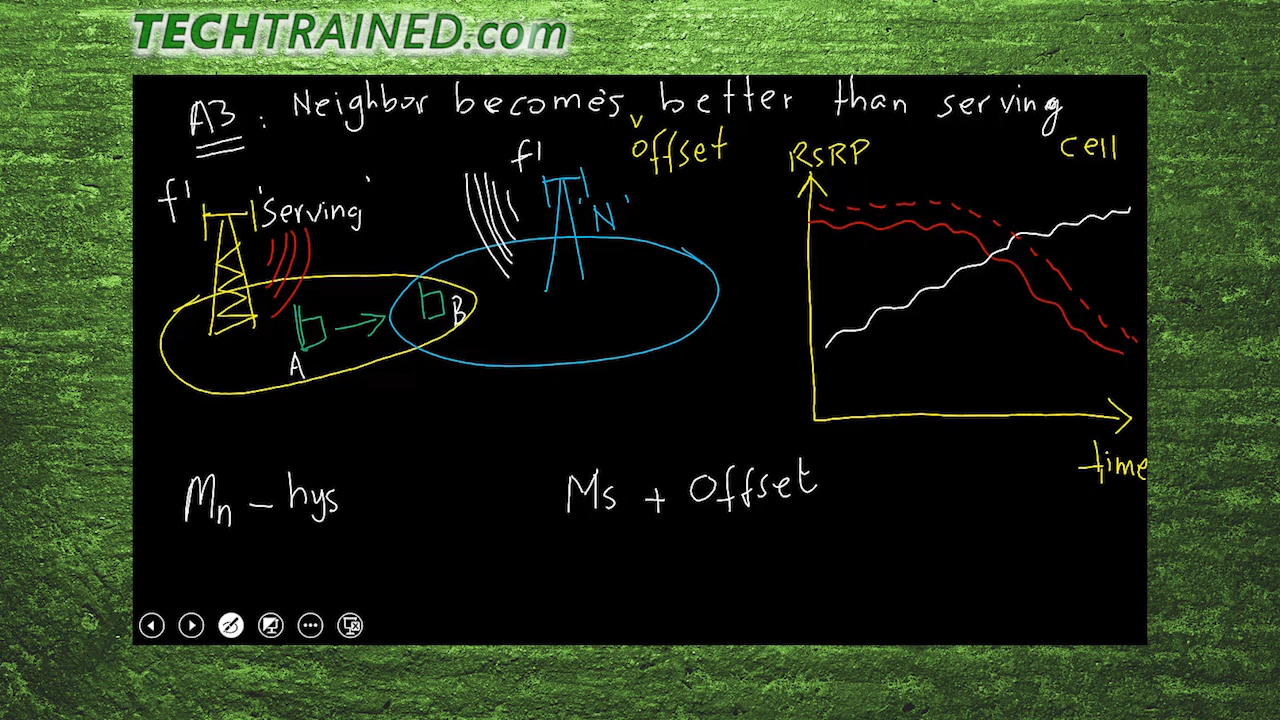 TECHTRAINED.com
A3 : Neighbor becomes better than serving
offset
cell
RSRP
f1
f1
'Serving'
'N'
B
A
time
Mn - hys
Ms + Offset